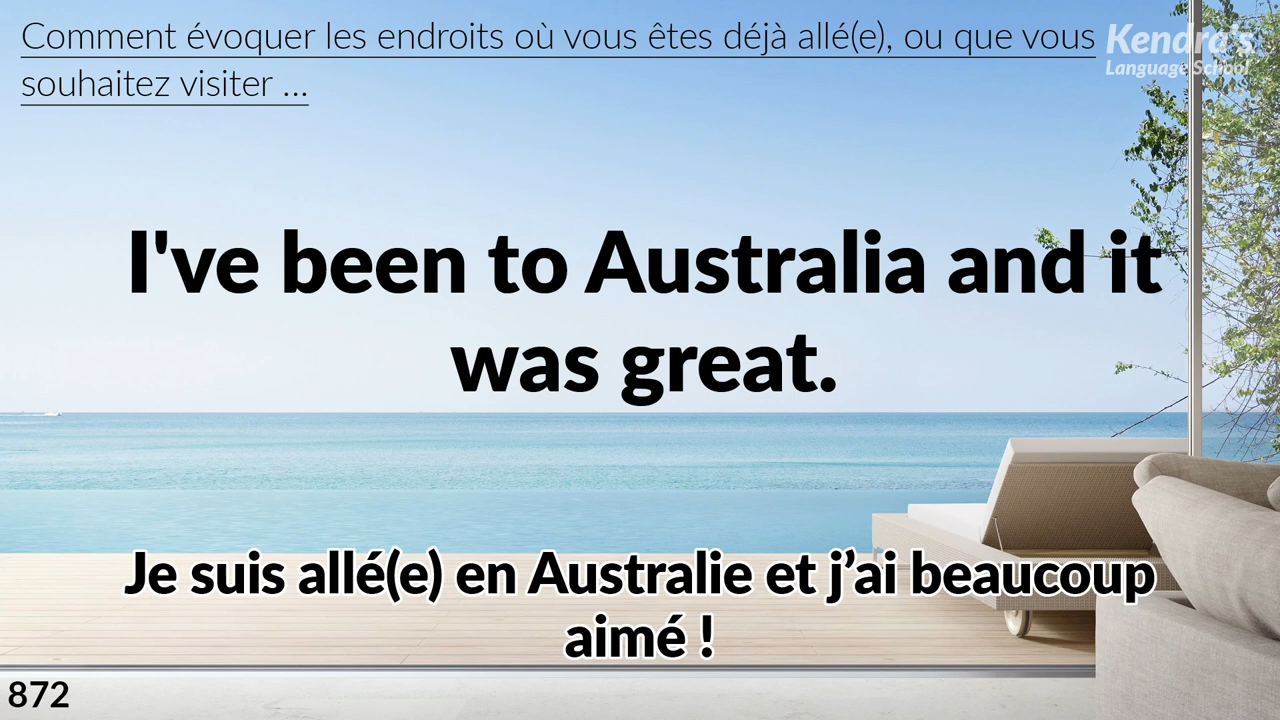 Comment évoquer les endroits où vous êtes déjà allé(e), ou que vous
souhaitez visiter ...
Kendra's
Language School
I've been to Australia and it
was great.
Je suis allé(e) en Australie et j’ai beaucoup
aimé !
872